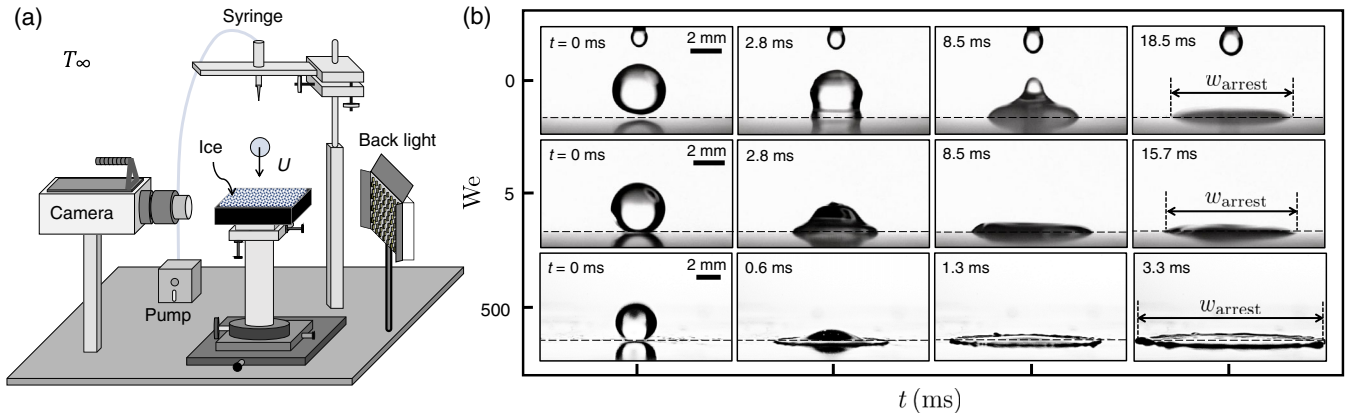 (a)
Syringe
T∞
Back light
Ice
U
Camera
Pump
(b)
We
0
t = 0 ms
2 mm
2.8 ms
8.5 ms
18.5 ms
w_arrest
5
t = 0 ms
2 mm
2.8 ms
8.5 ms
15.7 ms
w_arrest
500
t = 0 ms
2 mm
0.6 ms
1.3 ms
3.3 ms
w_arrest
t (ms)